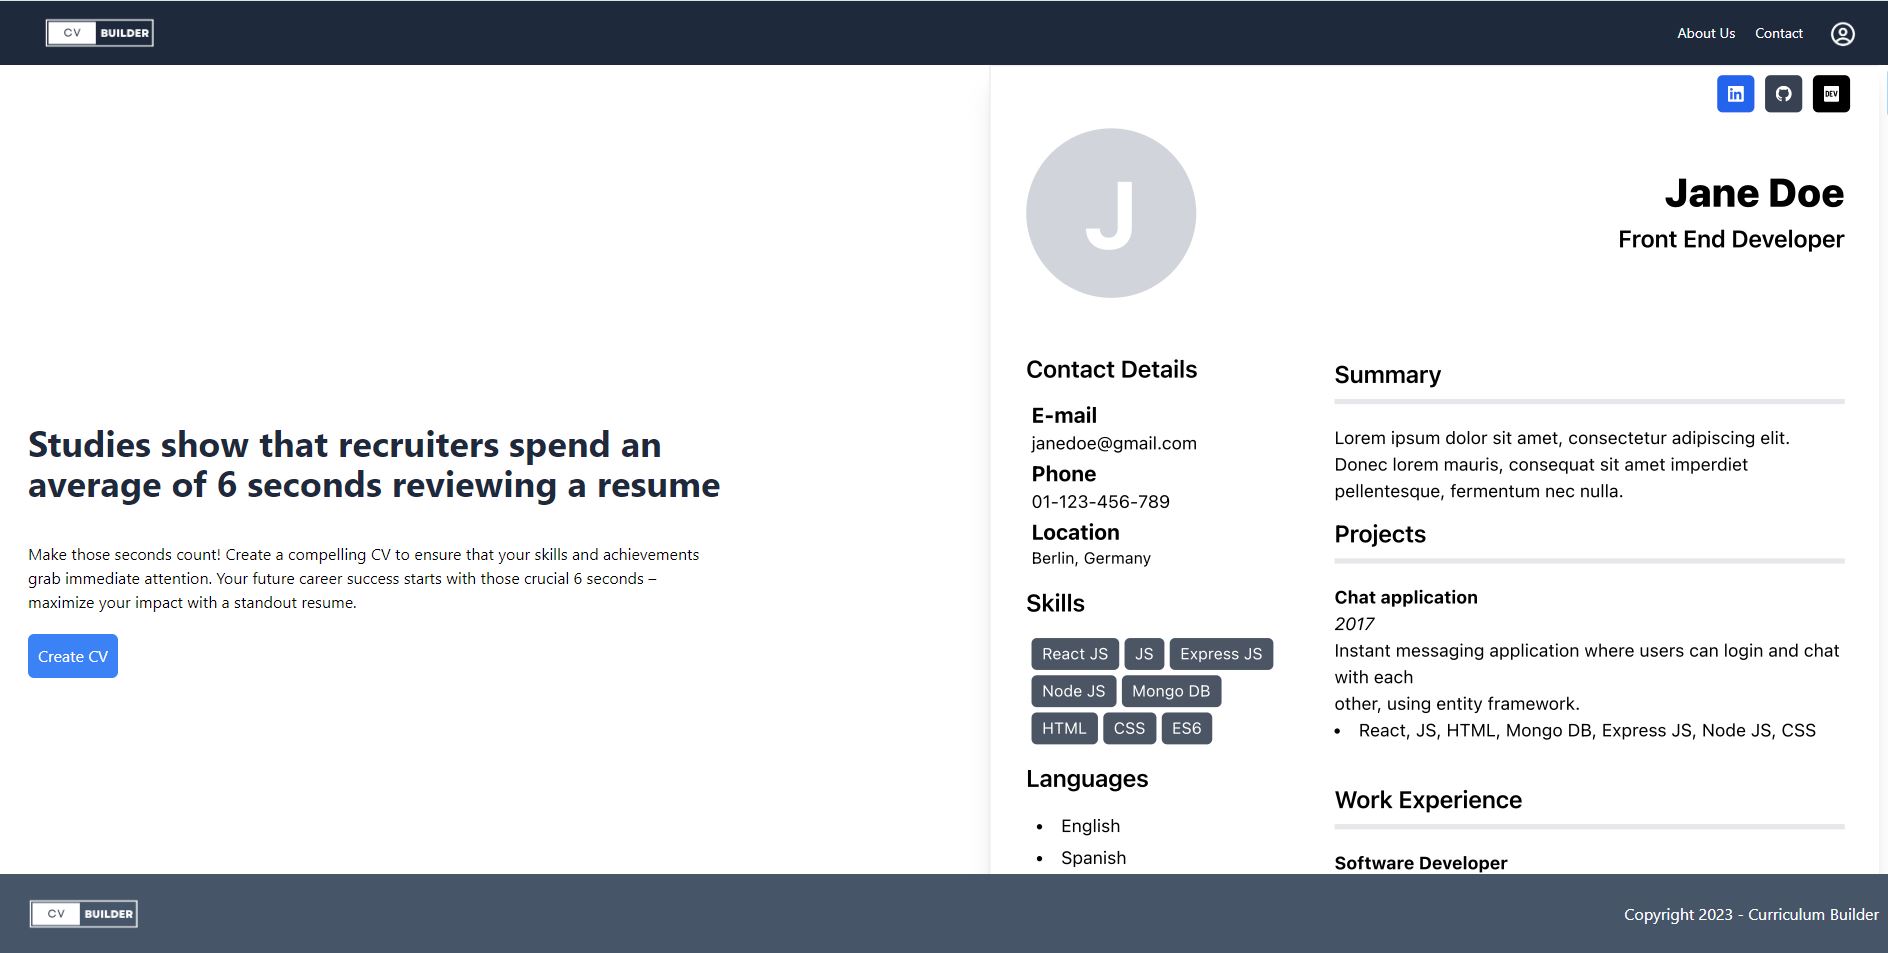 CV BUILDER
About Us Contact
Studies show that recruiters spend an
average of 6 seconds reviewing a resume
Make those seconds count! Create a compelling CV to ensure that your skills and achievements
grab immediate attention. Your future career success starts with those crucial 6 seconds –
maximize your impact with a standout resume.
Create CV
in
DEV
J
Jane Doe
Front End Developer
Contact Details
E-mail
janedoe@gmail.com
Phone
01-123-456-789
Location
Berlin, Germany
Skills
React JS JS Express JS
Node JS Mongo DB
HTML CSS ES6
Languages
• English
• Spanish
Summary
Lorem ipsum dolor sit amet, consectetur adipiscing elit.
Donec lorem mauris, consequat sit amet imperdiet
pellentesque, fermentum nec nulla.
Projects
Chat application
2017
Instant messaging application where users can login and chat
with each
other, using entity framework.
• React, JS, HTML, Mongo DB, Express JS, Node JS, CSS
Work Experience
Software Developer
CV BUILDER
Copyright 2023 - Curriculum Builder